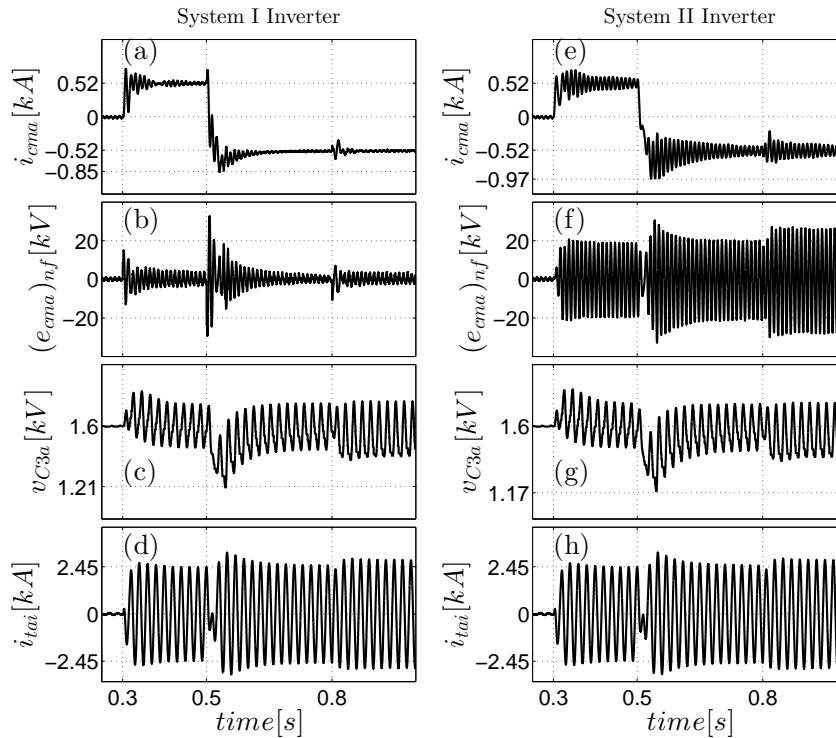 System I Inverter
(a)
i_cma[kA]
0.52
0
−0.52
−0.85
(b)
(e_cma)_nf[kV]
20
0
−20
(c)
v_C3a[kV]
1.6
1.21
(d)
i_tai[kA]
2.45
0
−2.45
0.3 0.5 0.8
time[s]
System II Inverter
(e)
i_cma[kA]
0.52
0
−0.52
−0.97
(f)
(e_cma)_nf[kV]
20
0
−20
(g)
v_C3a[kV]
1.6
1.17
(h)
i_tai[kA]
2.45
0
−2.45
0.3 0.5 0.8
time[s]